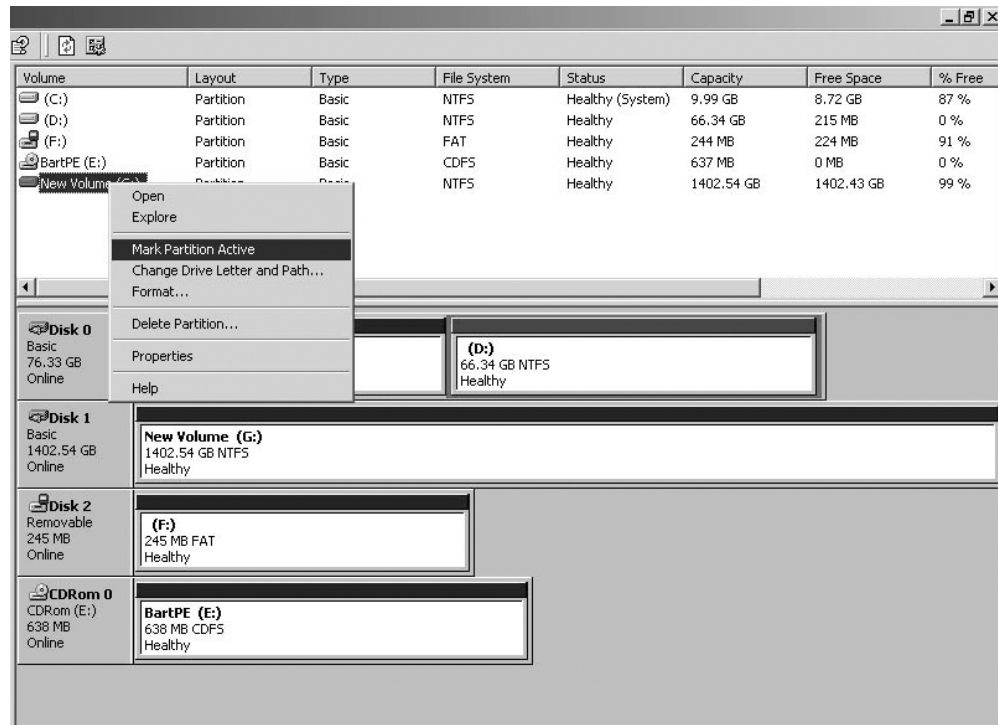 Volume Layout Type File System Status Capacity Free Space % Free
(C:) Partition Basic NTFS Healthy (System) 9.99 GB 8.72 GB 87 %
(D:) Partition Basic NTFS Healthy 66.34 GB 215 MB 0 %
(F:) Partition Basic FAT Healthy 244 MB 224 MB 91 %
BartPE (E:) Partition Basic CDFS Healthy 637 MB 0 MB 0 %
New Volume (G:) Partition Basic NTFS Healthy 1402.54 GB 1402.43 GB 99 %
Open
Explore
Mark Partition Active
Change Drive Letter and Path...
Format...
Delete Partition...
Properties
Help
Disk 0
Basic
76.33 GB
Online
(D:)
66.34 GB NTFS
Healthy
Disk 1
Basic
1402.54 GB
Online
New Volume (G:)
1402.54 GB NTFS
Healthy
Disk 2
Removable
245 MB
Online
(F:)
245 MB FAT
Healthy
CDRom 0
CDRom (E:)
638 MB
Online
BartPE (E:)
638 MB CDFS
Healthy